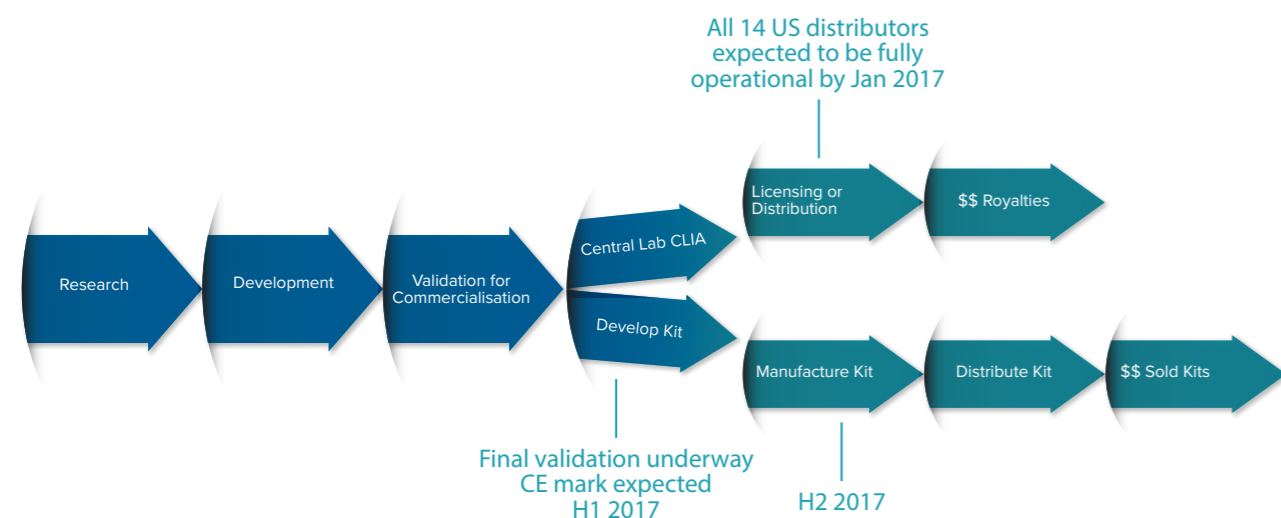 All 14 US distributors
expected to be fully
operational by Jan 2017
Licensing or
Distribution
$$ Royalties
Central Lab CLIA
Research
Development
Validation for
Commercialisation
Develop Kit
Manufacture Kit
Distribute Kit
$$ Sold Kits
Final validation underway
CE mark expected
H1 2017
H2 2017